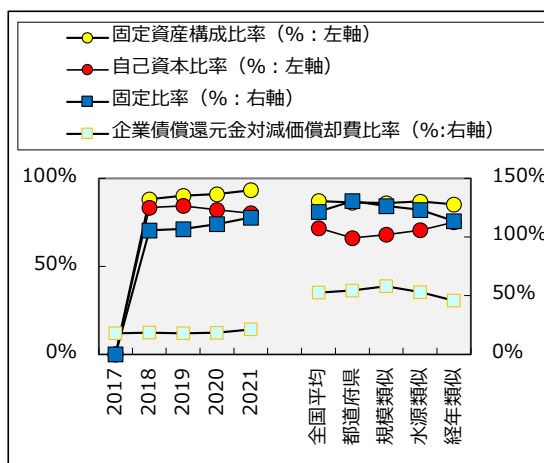 固定資産構成比率（%：左軸）
自己資本比率（%：左軸）
固定比率（%：右軸）
企業債償還元金対減価償却費比率（%:右軸）
100%
50%
0%
150%
100%
50%
0%
2017
2018
2019
2020
2021
全国平均
都道府県
規模類似
水源類似
経年類似